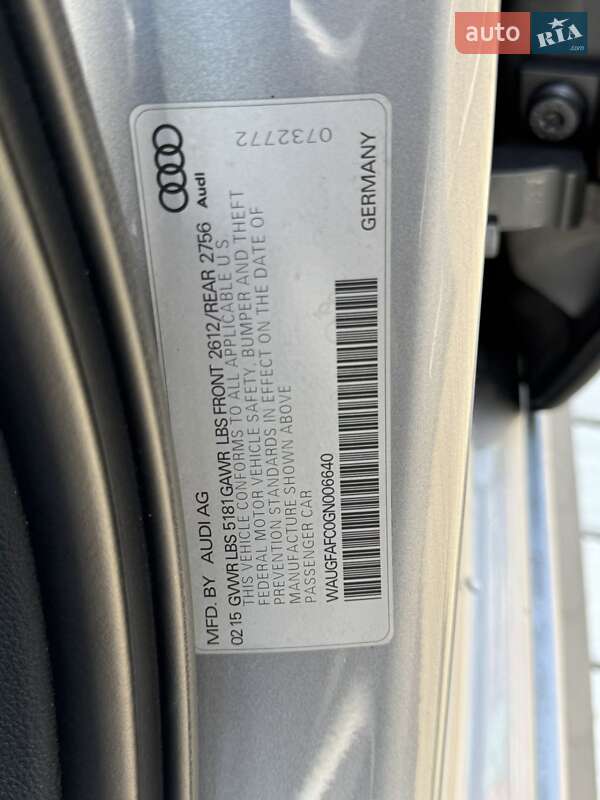 auto RIA.com
MFD. BY AUDI AG
Audi
02 15 GVWR LBS 5181GAWR LBS FRONT 2612/REAR 2756
THIS VEHICLE CONFORMS TO ALL APPLICABLE U S
FEDERAL MOTOR VEHICLE SAFETY, BUMPER AND THEFT
PREVENTION STANDARDS IN EFFECT ON THE DATE OF
MANUFACTURE SHOWN ABOVE
PASSENGER CAR
WAUGFAFC0GN006640
GERMANY
0732772